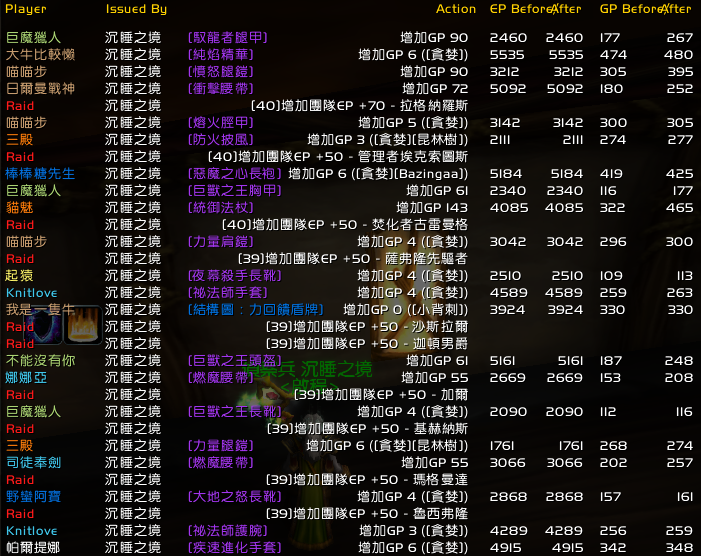 Player Issued By Action EP Before After GP Before After
巨魔獵人 沉睡之境 [馭龍者腿甲] 增加GP 90 2460 2460 177 267
大牛比較懶 沉睡之境 [純焰精華] 增加GP 6 ([貪婪]) 5535 5535 474 480
喵喵步 沉睡之境 [憤怒腿鎧] 增加GP 90 3212 3212 305 395
日爾曼戰神 沉睡之境 [衝擊腰帶] 增加GP 72 5092 5092 180 252
Raid 沉睡之境 [40]增加團隊EP +70 - 拉格納羅斯
喵喵步 沉睡之境 [熔火脛甲] 增加GP 5 ([貪婪]) 3142 3142 300 305
三殿 沉睡之境 [防火披風] 增加GP 3 ([貪婪][昆林樹]) 2111 2111 274 277
Raid 沉睡之境 [40]增加團隊EP +50 - 管理者埃克索圖斯
棒棒糖先生 沉睡之境 [惡魔之心長袍] 增加GP 6 ([貪婪][Bazingaa]) 5184 5184 419 425
巨魔獵人 沉睡之境 [巨獸之王胸甲] 增加GP 61 2340 2340 116 177
貓魅 沉睡之境 [統御法杖] 增加GP 143 4085 4085 322 465
Raid 沉睡之境 [40]增加團隊EP +50 - 焚化者古雷曼格
喵喵步 沉睡之境 [力量肩鎧] 增加GP 4 ([貪婪]) 3042 3042 296 300
Raid 沉睡之境 [39]增加團隊EP +50 - 薩弗隆先驅者
起猿 沉睡之境 [夜幕殺手長靴] 增加GP 4 ([貪婪]) 2510 2510 109 113
Knitlove 沉睡之境 [祕法師手套] 增加GP 4 ([貪婪]) 4589 4589 259 263
我是一隻牛 沉睡之境 [結構圖：力回饋盾牌] 增加GP 0 ([小背刺]) 3924 3924 330 330
Raid 沉睡之境 [39]增加團隊EP +50 - 沙斯拉爾
Raid 沉睡之境 [39]增加團隊EP +50 - 迦頓男爵
不能沒有你 沉睡之境 [巨獸之王頭盔] 增加GP 61 5161 5161 187 248
娜娜亞 沉睡之境 [燃魔腰帶] 增加GP 55 2669 2669 153 208
沉睡之境
Raid 沉睡之境 [39]增加團隊EP +50 - 加爾
<啟程>
巨魔獵人 沉睡之境 [巨獸之王長靴] 增加GP 4 ([貪婪]) 2090 2090 112 116
Raid 沉睡之境 [39]增加團隊EP +50 - 基赫納斯
三殿 沉睡之境 [力量腿鎧] 增加GP 6 ([貪婪][昆林樹]) 1761 1761 268 274
司徒奉劍 沉睡之境 [燃魔腰帶] 增加GP 55 3066 3066 202 257
Raid 沉睡之境 [39]增加團隊EP +50 - 瑪格曼達
野蠻阿寶 沉睡之境 [大地之怒長靴] 增加GP 4 ([貪婪]) 2868 2868 157 161
Raid 沉睡之境 [39]增加團隊EP +50 - 魯西弗隆
Knitlove 沉睡之境 [祕法師護腕] 增加GP 3 ([貪婪]) 4289 4289 256 259
帕爾提娜 沉睡之境 [疾速進化手套] 增加GP 6 ([貪婪]) 4915 4915 342 348